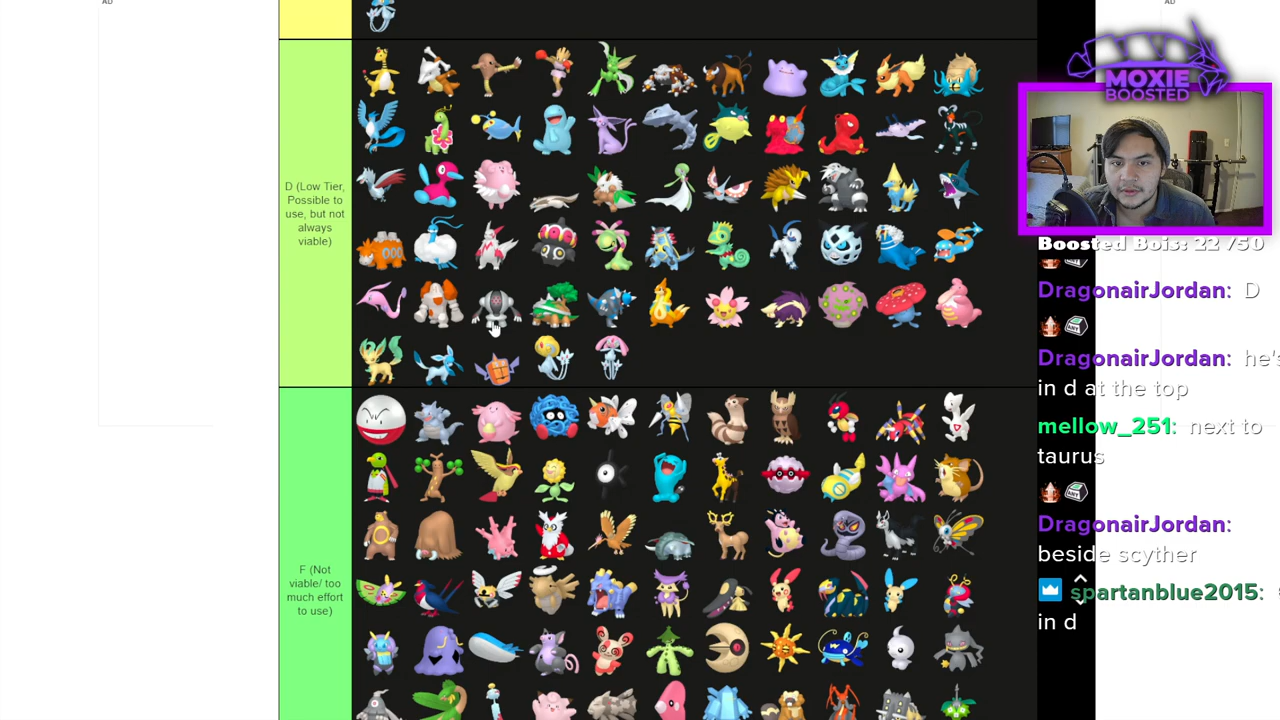 AD
AD
D (Low Tier,
Possible to
use, but not
always
viable)
F (Not
viable/ too
much effort
to use)
MOXIE
BOOSTED
Boosted Bois: 22/50
DragonairJordan: D
DragonairJordan: he's
in d at the top
mellow_251: next to
taurus
DragonairJordan:
beside scyther
spartanblue2015:
in d